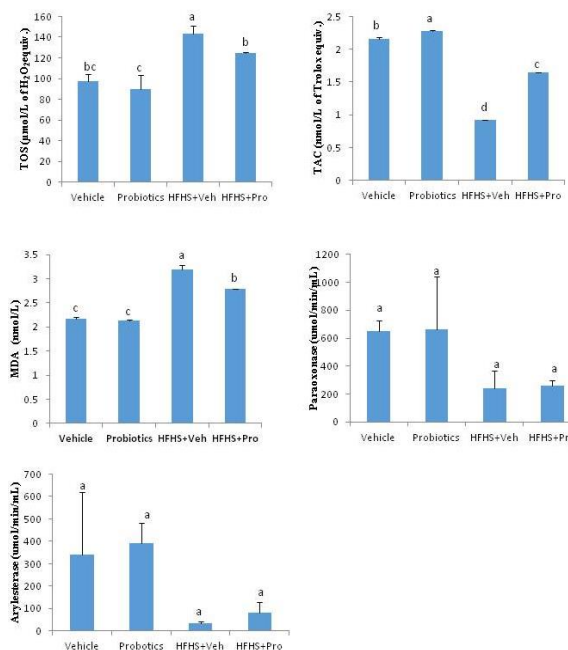 TOS (µmol/L of H₂O₂ equiv.)
160
140
120
100
80
60
40
20
0
bc
c
a
b
Vehicle Probiotics HFHS+Veh HFHS+Pro
TAC (nmol/L of Trolox equiv.)
2.5
2
1.5
1
0.5
0
b
a
d
c
Vehicle Probiotics HFHS+Veh HFHS+Pro
MDA (nmol/L)
3.5
3
2.5
2
1.5
1
0.5
0
c
c
a
b
Vehicle Probiotics HFHS+Veh HFHS+Pro
Paraoxonase (umol/min/mL)
1200
1000
800
600
400
200
0
a
a
a
a
Vehicle Probiotics HFHS+Veh HFHS+Pro
Arylesterase (umol/min/mL)
700
600
500
400
300
200
100
0
a
a
a
a
Vehicle Probiotics HFHS+Veh HFHS+Pro